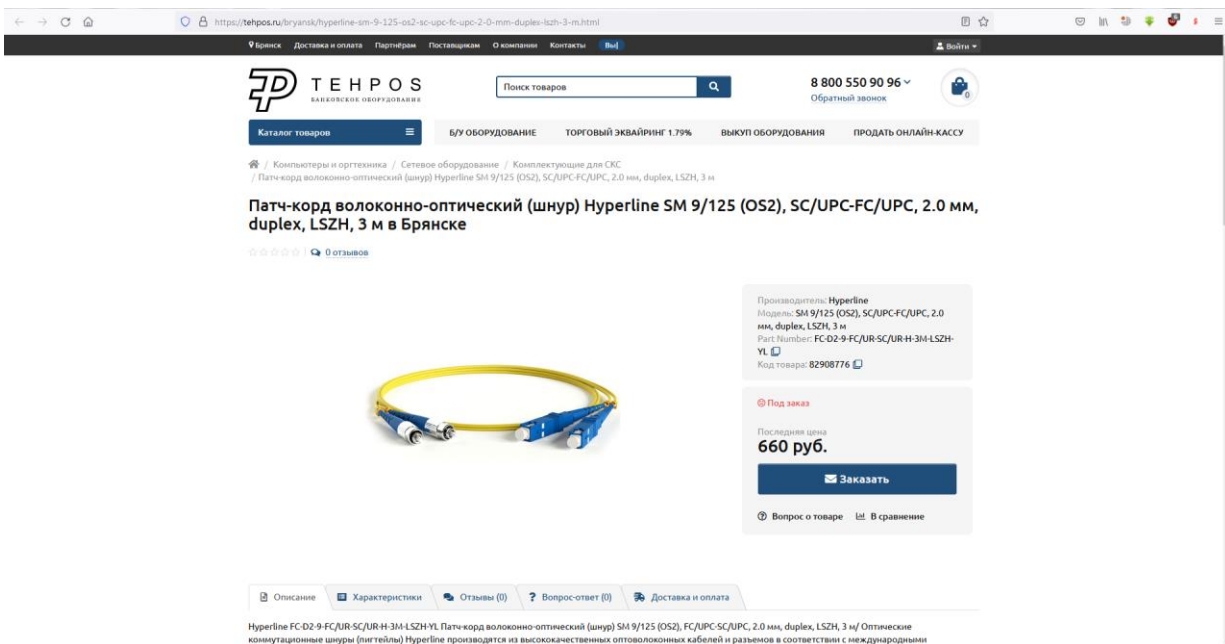 https://tehpos.ru/bryansk/hyperline-sm-9-125-os2-sc-upc-fc-upc-2-0-mm-duplex-lszh-3-m.html
Брянск Доставка и оплата Партнёрам Поставщикам О компании Контакты Вы| Войти
TEHPOS
БАНКОВСКОЕ ОБОРУДОВАНИЕ
Поиск товаров
8 800 550 90 96
Обратный звонок
0
Каталог товаров
Б/У ОБОРУДОВАНИЕ ТОРГОВЫЙ ЭКВАЙРИНГ 1.79% ВЫКУП ОБОРУДОВАНИЯ ПРОДАТЬ ОНЛАЙН-КАССУ
/ Компьютеры и оргтехника / Сетевое оборудование / Комплектующие для СКС
/ Патч-корд волоконно-оптический (шнур) Hyperline SM 9/125 (OS2), SC/UPC-FC/UPC, 2.0 мм, duplex, LSZH, 3 м
Патч-корд волоконно-оптический (шнур) Hyperline SM 9/125 (OS2), SC/UPC-FC/UPC, 2.0 мм,
duplex, LSZH, 3 м в Брянске
0 отзывов
Производитель: Hyperline
Модель: SM 9/125 (OS2), SC/UPC-FC/UPC, 2.0
мм, duplex, LSZH, 3 м
Part Number: FC-D2-9-FC/UR-SC/UR-H-3M-LSZH-
YL
Код товара: 82908776
Под заказ
Последняя цена
660 руб.
Заказать
Вопрос о товаре В сравнение
Описание Характеристики Отзывы (0) Вопрос-ответ (0) Доставка и оплата
Hyperline FC-D2-9-FC/UR-SC/UR-H-3M-LSZH-YL Патч-корд волоконно-оптический (шнур) SM 9/125 (OS2), FC/UPC-SC/UPC, 2.0 мм, duplex, LSZH, 3 м/ Оптические
коммутационные шнуры (пигтейлы) Hyperline производятся из высококачественных оптоволоконных кабелей и разъемов в соответствии с международными